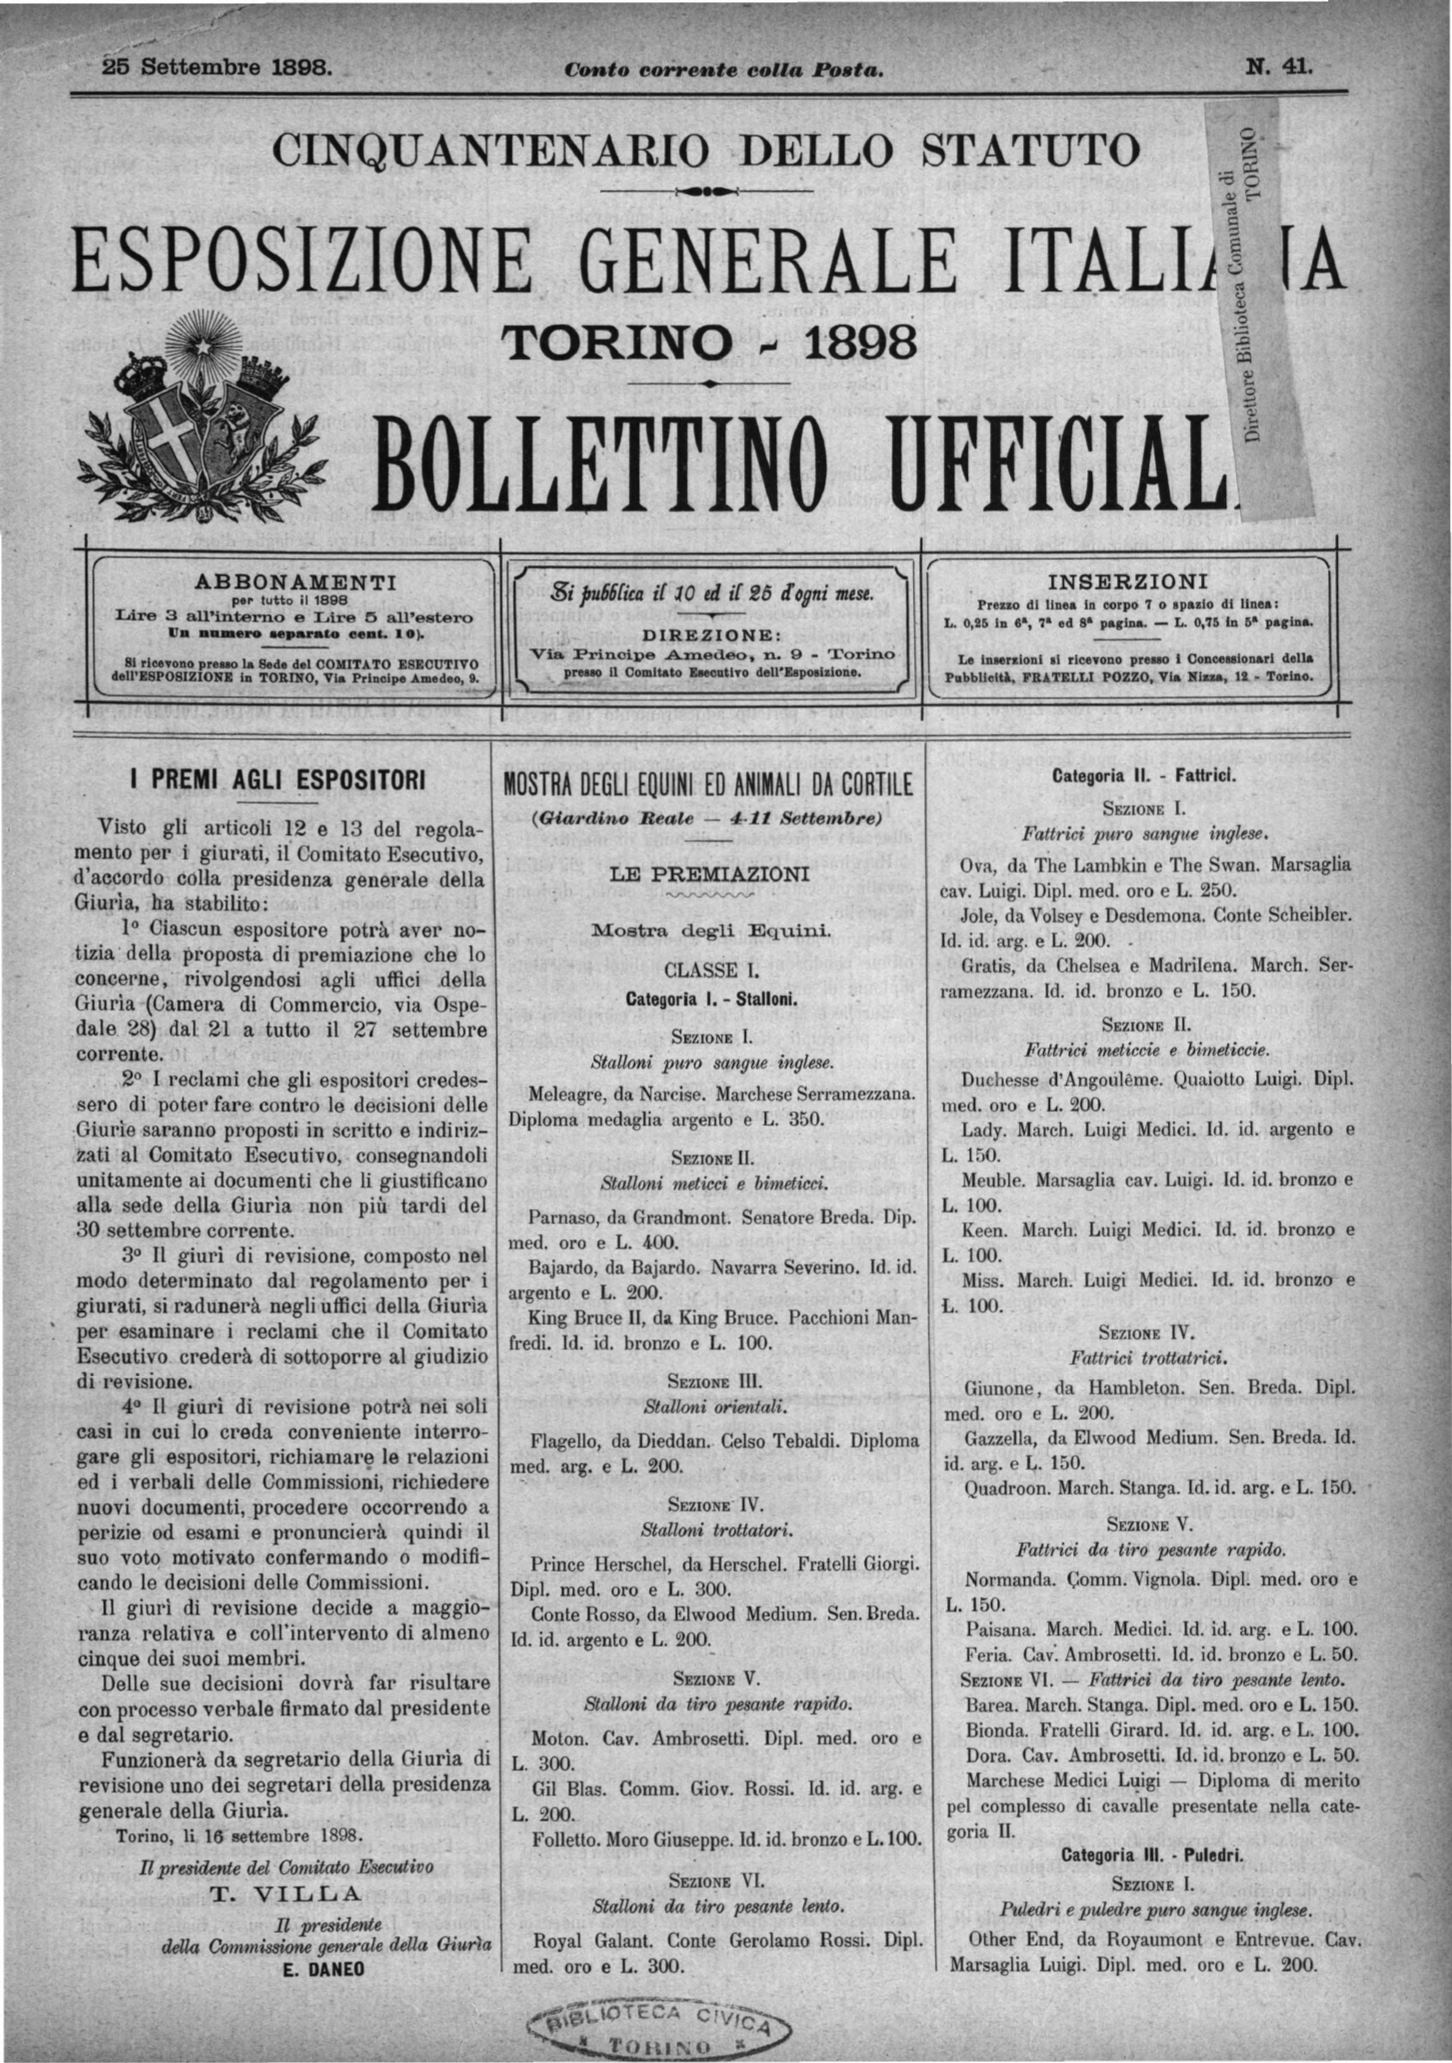 25 Settembre 1898.
Conto corrente colla Posta.
N. 41.
CINQUANTENARIO DELLO STATUTO
ESPOSIZIONE GENERALE ITALIANA
TORINO - 1898
BOLLETTINO UFFICIAL
Direttore Biblioteca Comunale di
TORINO
ABBONAMENTI
per tutto il 1898
Lire 3 all'interno e Lire 5 all'estero
Un numero separato cent. 10).
Si ricevono presso la Sede del COMITATO ESECUTIVO
dell'ESPOSIZIONE in TORINO, Via Principe Amedeo, 9.
Si pubblica il 10 ed il 25 d'ogni mese.
DIREZIONE:
Via Principe Amedeo, n. 9 - Torino
presso il Comitato Esecutivo dell'Esposizione.
INSERZIONI
Prezzo di linea in corpo 7 o spazio di linea:
L. 0,25 in 6ª, 7ª ed 8ª pagina. — L. 0,75 in 5ª pagina.
Le inserzioni si ricevono presso i Concessionari della
Pubblicità, FRATELLI POZZO, Via Nizza, 12 - Torino.
I PREMI AGLI ESPOSITORI
Visto gli articoli 12 e 13 del regola-
mento per i giurati, il Comitato Esecutivo,
d'accordo colla presidenza generale della
Giurìa, ha stabilito:
1º Ciascun espositore potrà aver no-
tizia della proposta di premiazione che lo
concerne, rivolgendosi agli uffici della
Giurìa (Camera di Commercio, via Ospe-
dale 28) dal 21 a tutto il 27 settembre
corrente.
2º I reclami che gli espositori credes-
sero di poter fare contro le decisioni delle
Giurìe saranno proposti in scritto e indiriz-
zati al Comitato Esecutivo, consegnandoli
unitamente ai documenti che li giustificano
alla sede della Giurìa non più tardi del
30 settembre corrente.
3º Il giurì di revisione, composto nel
modo determinato dal regolamento per i
giurati, si radunerà negli uffici della Giurìa
per esaminare i reclami che il Comitato
Esecutivo crederà di sottoporre al giudizio
di revisione.
4º Il giurì di revisione potrà nei soli
casi in cui lo creda conveniente interro-
gare gli espositori, richiamare le relazioni
ed i verbali delle Commissioni, richiedere
nuovi documenti, procedere occorrendo a
perizie od esami e pronuncierà quindi il
suo voto motivato confermando o modifi-
cando le decisioni delle Commissioni.
Il giurì di revisione decide a maggio-
ranza relativa e coll'intervento di almeno
cinque dei suoi membri.
Delle sue decisioni dovrà far risultare
con processo verbale firmato dal presidente
e dal segretario.
Funzionerà da segretario della Giurìa di
revisione uno dei segretari della presidenza
generale della Giurìa.
Torino, li 16 settembre 1898.
Il presidente del Comitato Esecutivo
T. VILLA
Il presidente
della Commissione generale della Giurìa
E. DANEO
MOSTRA DEGLI EQUINI ED ANIMALI DA CORTILE
(Giardino Reale — 4-11 Settembre)
LE PREMIAZIONI
Mostra degli Equini.
CLASSE I.
Categoria I. - Stalloni.
SEZIONE I.
Stalloni puro sangue inglese.
Meleagre, da Narcise. Marchese Serramezzana.
Diploma medaglia argento e L. 350.
SEZIONE II.
Stalloni meticci e bimeticci.
Parnaso, da Grandmont. Senatore Breda. Dip.
med. oro e L. 400.
Bajardo, da Bajardo. Navarra Severino. Id. id.
argento e L. 200.
King Bruce II, da King Bruce. Pacchioni Man-
fredi. Id. id. bronzo e L. 100.
SEZIONE III.
Stalloni orientali.
Flagello, da Dieddan. Celso Tebaldi. Diploma
med. arg. e L. 200.
SEZIONE IV.
Stalloni trottatori.
Prince Herschel, da Herschel. Fratelli Giorgi.
Dipl. med. oro e L. 300.
Conte Rosso, da Elwood Medium. Sen. Breda.
Id. id. argento e L. 200.
SEZIONE V.
Stalloni da tiro pesante rapido.
Moton. Cav. Ambrosetti. Dipl. med. oro e
L. 300.
Gil Blas. Comm. Giov. Rossi. Id. id. arg. e
L. 200.
Folletto. Moro Giuseppe. Id. id. bronzo e L. 100.
SEZIONE VI.
Stalloni da tiro pesante lento.
Royal Galant. Conte Gerolamo Rossi. Dipl.
med. oro e L. 300.
Categoria II. - Fattrici.
SEZIONE I.
Fattrici puro sangue inglese.
Ova, da The Lambkin e The Swan. Marsaglia
cav. Luigi. Dipl. med. oro e L. 250.
Jole, da Volsey e Desdemona. Conte Scheibler.
Id. id. arg. e L. 200.
Gratis, da Chelsea e Madrilena. March. Ser-
ramezzana. Id. id. bronzo e L. 150.
SEZIONE II.
Fattrici meticcie e bimeticcie.
Duchesse d'Angoulême. Quaiotto Luigi. Dipl.
med. oro e L. 200.
Lady. March. Luigi Medici. Id. id. argento e
L. 150.
Meuble. Marsaglia cav. Luigi. Id. id. bronzo e
L. 100.
Keen. March. Luigi Medici. Id. id. bronzo e
L. 100.
Miss. March. Luigi Medici. Id. id. bronzo e
L. 100.
SEZIONE IV.
Fattrici trottatrici.
Giunone, da Hambleton. Sen. Breda. Dipl.
med. oro e L. 200.
Gazzella, da Elwood Medium. Sen. Breda. Id.
id. arg. e L. 150.
Quadroon. March. Stanga. Id. id. arg. e L. 150.
SEZIONE V.
Fattrici da tiro pesante rapido.
Normanda. Comm. Vignola. Dipl. med. oro e
L. 150.
Paisana. March. Medici. Id. id. arg. e L. 100.
Feria. Cav. Ambrosetti. Id. id. bronzo e L. 50.
SEZIONE VI. — Fattrici da tiro pesante lento.
Barea. March. Stanga. Dipl. med. oro e L. 150.
Bionda. Fratelli Girard. Id. id. arg. e L. 100.
Dora. Cav. Ambrosetti. Id. id. bronzo e L. 50.
Marchese Medici Luigi — Diploma di merito
pel complesso di cavalle presentate nella cate-
goria II.
Categoria III. - Puledri.
SEZIONE I.
Puledri e puledre puro sangue inglese.
Other End, da Royaumont e Entrevue. Cav.
Marsaglia Luigi. Dipl. med. oro e L. 200.
BIBLIOTECA CIVICA
* TORINO *